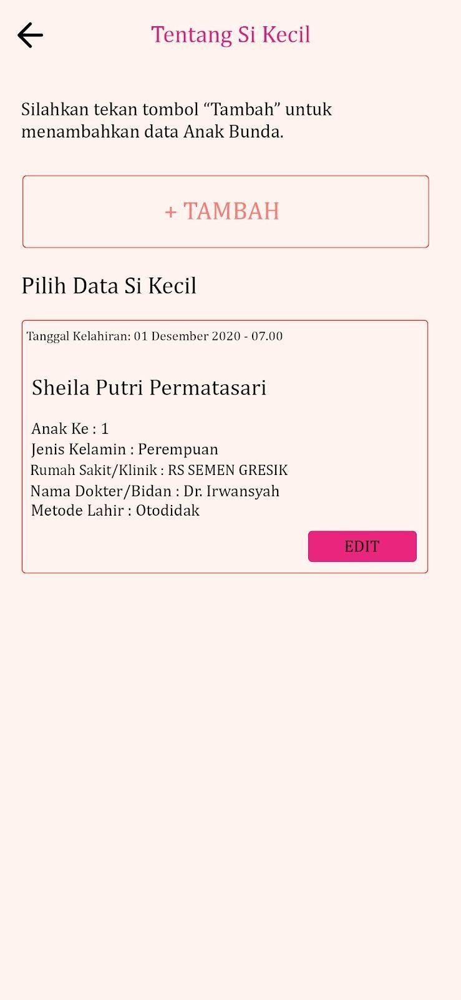 Tentang Si Kecil
Silahkan tekan tombol “Tambah” untuk
menambahkan data Anak Bunda.
+ TAMBAH
Pilih Data Si Kecil
Tanggal Kelahiran: 01 Desember 2020 - 07.00
Sheila Putri Permatasari
Anak Ke : 1
Jenis Kelamin : Perempuan
Rumah Sakit/Klinik : RS SEMEN GRESIK
Nama Dokter/Bidan : Dr. Irwansyah
Metode Lahir : Otodidak
EDIT